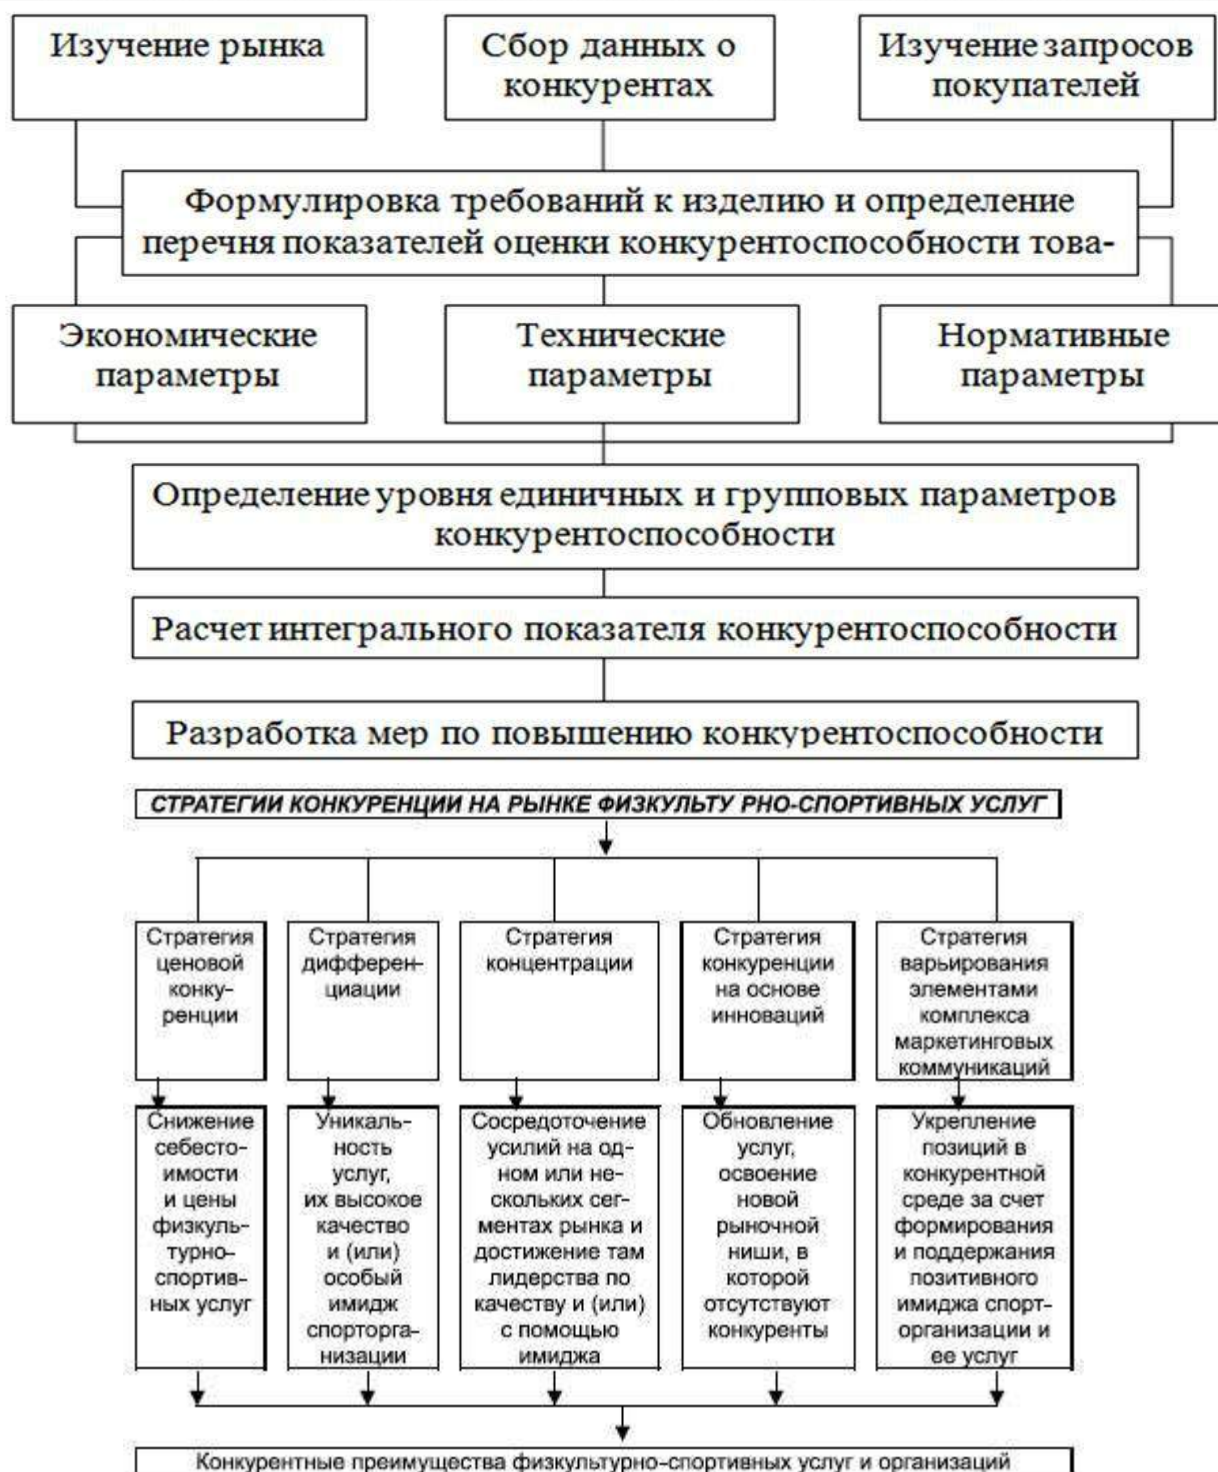 Изучение рынка
Сбор данных о
конкурентах
Изучение запросов
покупателей
Формулировка требований к изделию и определение
перечня показателей оценки конкурентоспособности това-
Экономические
параметры
Технические
параметры
Нормативные
параметры
Определение уровня единичных и групповых параметров
конкурентоспособности
Расчет интегрального показателя конкурентоспособности
Разработка мер по повышению конкурентоспособности
СТРАТЕГИИ КОНКУРЕНЦИИ НА РЫНКЕ ФИЗКУЛЬТУ РНО-СПОРТИВНЫХ УСЛУГ
Стратегия
ценовой
конку-
ренции
Стратегия
дифферен-
циации
Стратегия
концентрации
Стратегия
конкуренции
на основе
инноваций
Стратегия
варьирования
элементами
комплекса
маркетинговых
коммуникаций
Снижение
себесто-
имости
и цены
физкуль-
турно-
спортив-
ных услуг
Уникаль-
ность
услуг,
их высокое
качество
и (или)
особый
имидж
спорторга-
низации
Сосредоточение
усилий на од-
ном или не-
скольких сег-
ментах рынка и
достижение там
лидерства по
качеству и (или)
с помощью
имиджа
Обновление
услуг,
освоение
новой
рыночной
ниши, в
которой
отсутствуют
конкуренты
Укрепление
позиций в
конкурентной
среде за счет
формирования
и поддержания
позитивного
имиджа спорт-
организации и
ее услуг
Конкурентные преимущества физкультурно-спортивных услуг и организаций